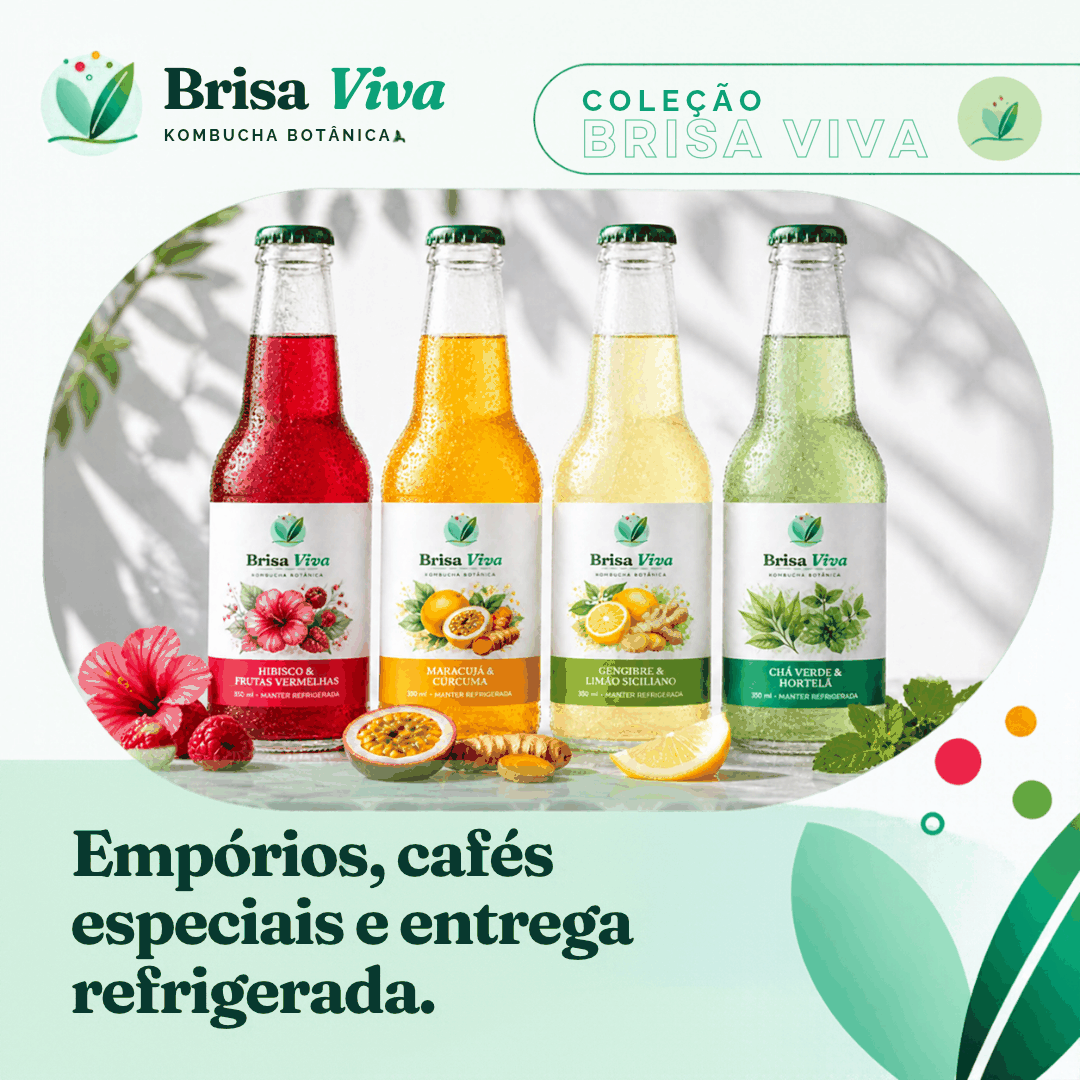 Brisa Viva
KOMBUCHA BOTÂNICA
COLEÇÃO
BRISA VIVA
Brisa Viva
KOMBUCHA BOTÂNICA
HIBISCO &
FRUTAS VERMELHAS
350 ml • MANTER REFRIGERADA
Brisa Viva
KOMBUCHA BOTÂNICA
MARACUJÁ &
CÚRCUMA
350 ml • MANTER REFRIGERADA
Brisa Viva
KOMBUCHA BOTÂNICA
GENGIBRE &
LIMÃO SICILIANO
350 ml • MANTER REFRIGERADA
Brisa Viva
KOMBUCHA BOTÂNICA
CHÁ VERDE &
HORTELÃ
350 ml • MANTER REFRIGERADA
Empórios, cafés
especiais e entrega
refrigerada.